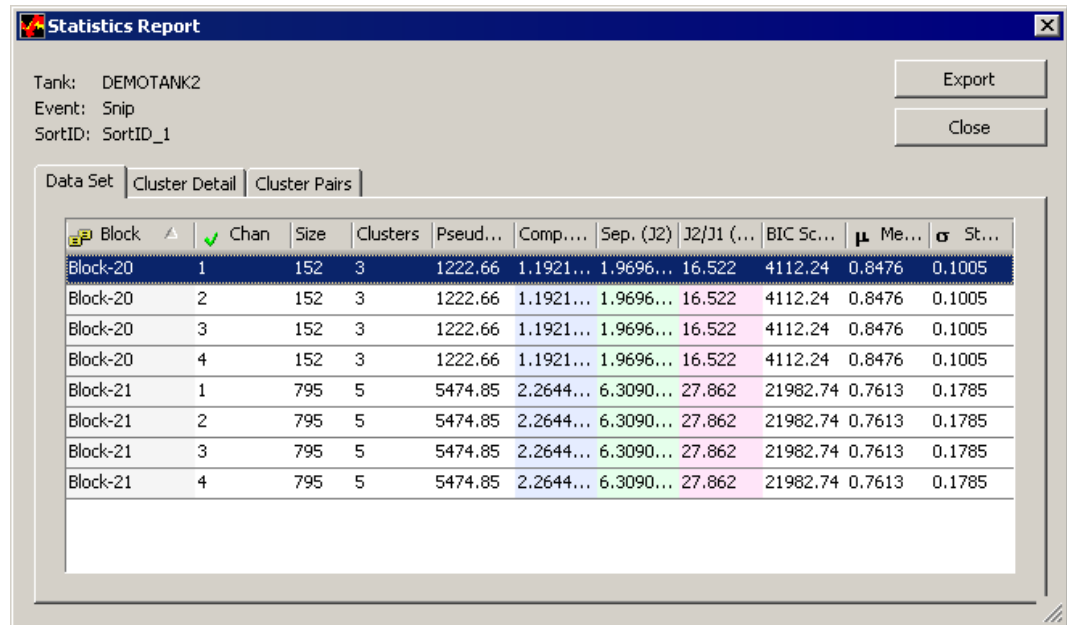 Statistics Report
Tank: DEMOTANK2
Export
Event: Snip
SortID: SortID_1
Close
Data Set Cluster Detail Cluster Pairs
Block Chan Size Clusters Pseud... Comp.... Sep. (J2) J2/J1 (... BIC Sc... μ Me... σ St...
Block-20 1 152 3 1222.66 1.1921... 1.9696... 16.522 4112.24 0.8476 0.1005
Block-20 2 152 3 1222.66 1.1921... 1.9696... 16.522 4112.24 0.8476 0.1005
Block-20 3 152 3 1222.66 1.1921... 1.9696... 16.522 4112.24 0.8476 0.1005
Block-20 4 152 3 1222.66 1.1921... 1.9696... 16.522 4112.24 0.8476 0.1005
Block-21 1 795 5 5474.85 2.2644... 6.3090... 27.862 21982.74 0.7613 0.1785
Block-21 2 795 5 5474.85 2.2644... 6.3090... 27.862 21982.74 0.7613 0.1785
Block-21 3 795 5 5474.85 2.2644... 6.3090... 27.862 21982.74 0.7613 0.1785
Block-21 4 795 5 5474.85 2.2644... 6.3090... 27.862 21982.74 0.7613 0.1785